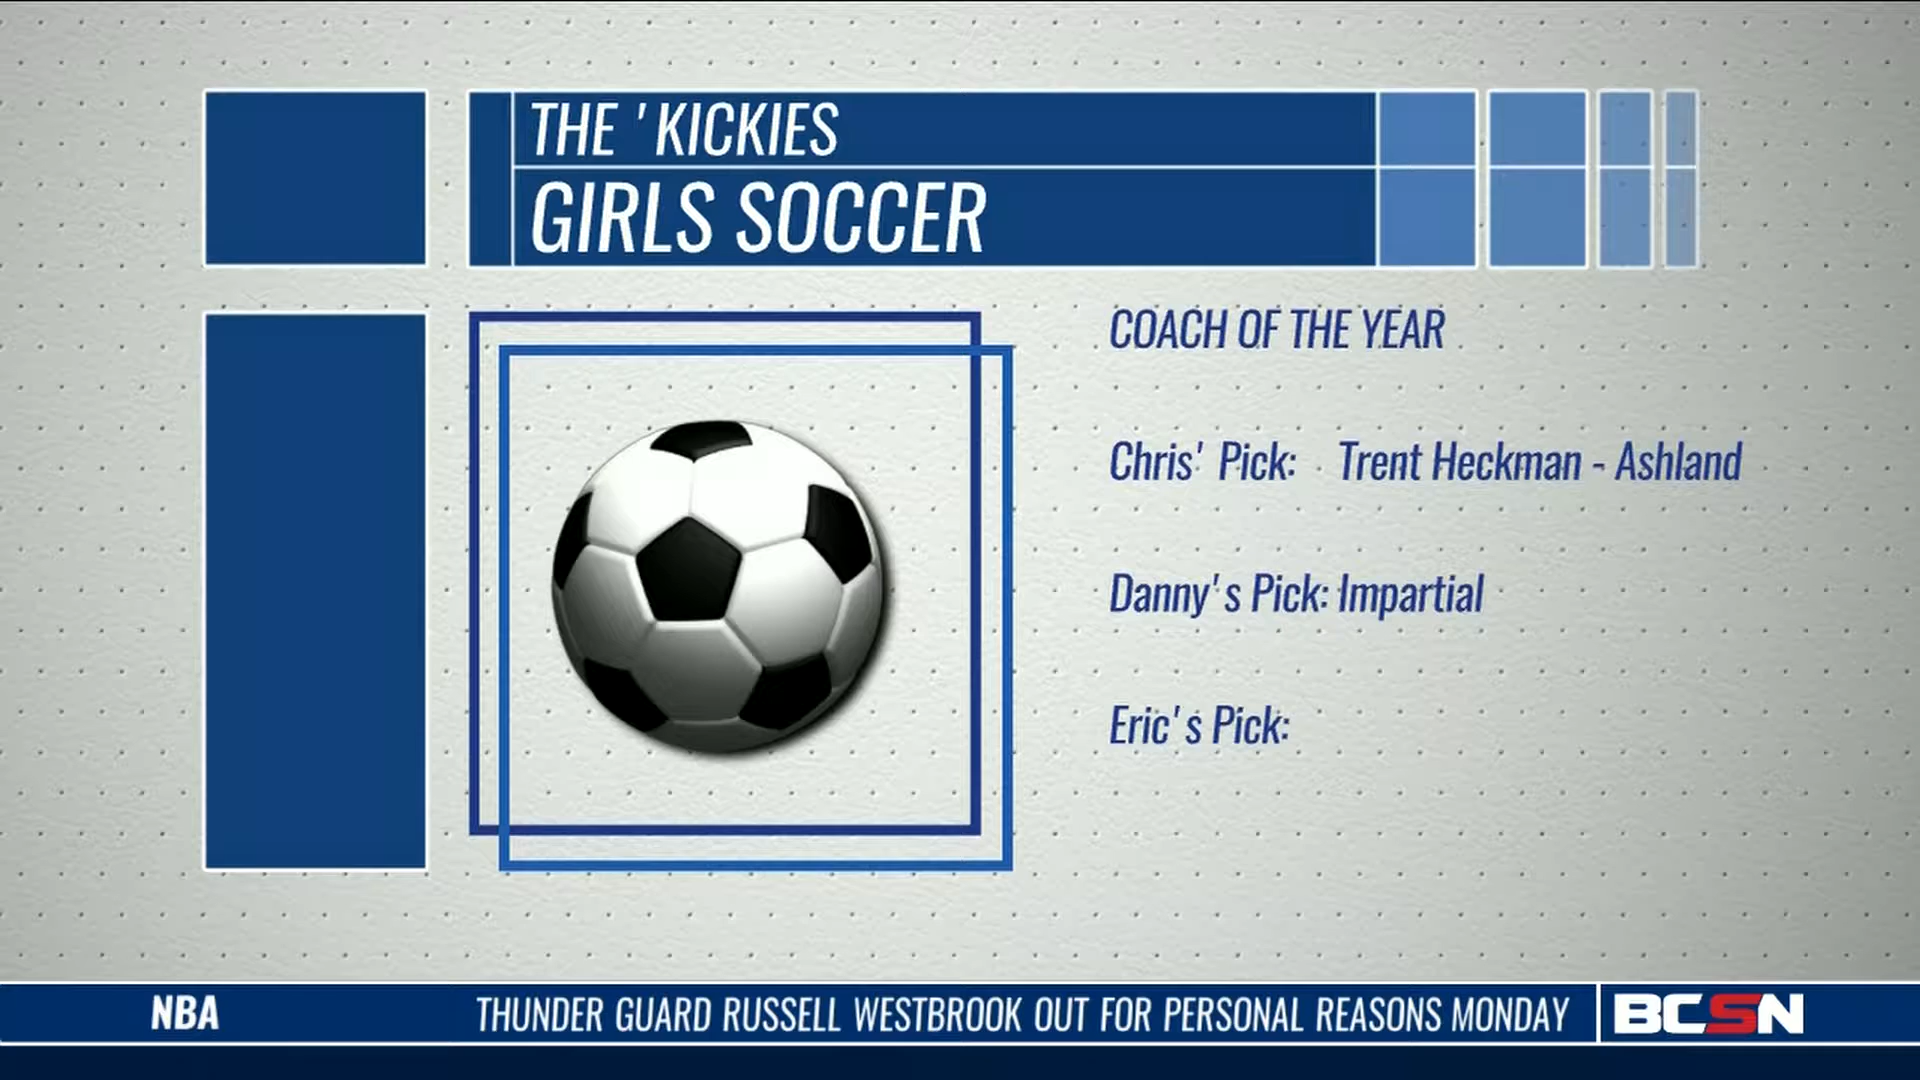 THE 'KICKIES
GIRLS SOCCER
COACH OF THE YEAR
Chris' Pick: Trent Heckman - Ashland
Danny's Pick: Impartial
Eric's Pick:
NBA THUNDER GUARD RUSSELL WESTBROOK OUT FOR PERSONAL REASONS MONDAY BCSN